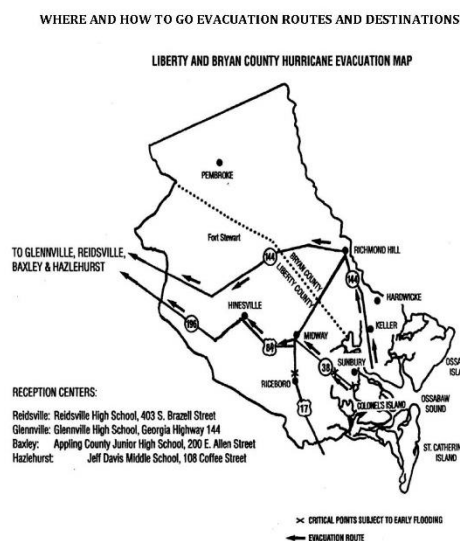 WHERE AND HOW TO GO EVACUATION ROUTES AND DESTINATIONS
LIBERTY AND BRYAN COUNTY HURRICANE EVACUATION MAP
PEMBROKE
Fort Stewart
144
RICHMOND HILL
TO GLENNVILLE, REIDSVILLE,
BAXLEY & HAZLEHURST
BRYAN COUNTY
LIBERTY COUNTY
144
HARDWICKE
HINESVILLE
196
KELLER
84
MIDWAY
OSSABAW
ISLA
SUNBURY
38
RICEBORO
COLONEL'S ISLAND
OSSABAW
SOUND
17
ST. CATHERIN
ISLAND
RECEPTION CENTERS:
Reidsville: Reidsville High School, 403 S. Brazell Street
Glennville: Glennville High School, Georgia Highway 144
Baxley: Appling County Junior High School, 200 E. Allen Street
Hazlehurst: Jeff Davis Middle School, 108 Coffee Street
CRITICAL POINTS SUBJECT TO EARLY FLOODING
EVACUATION ROUTE